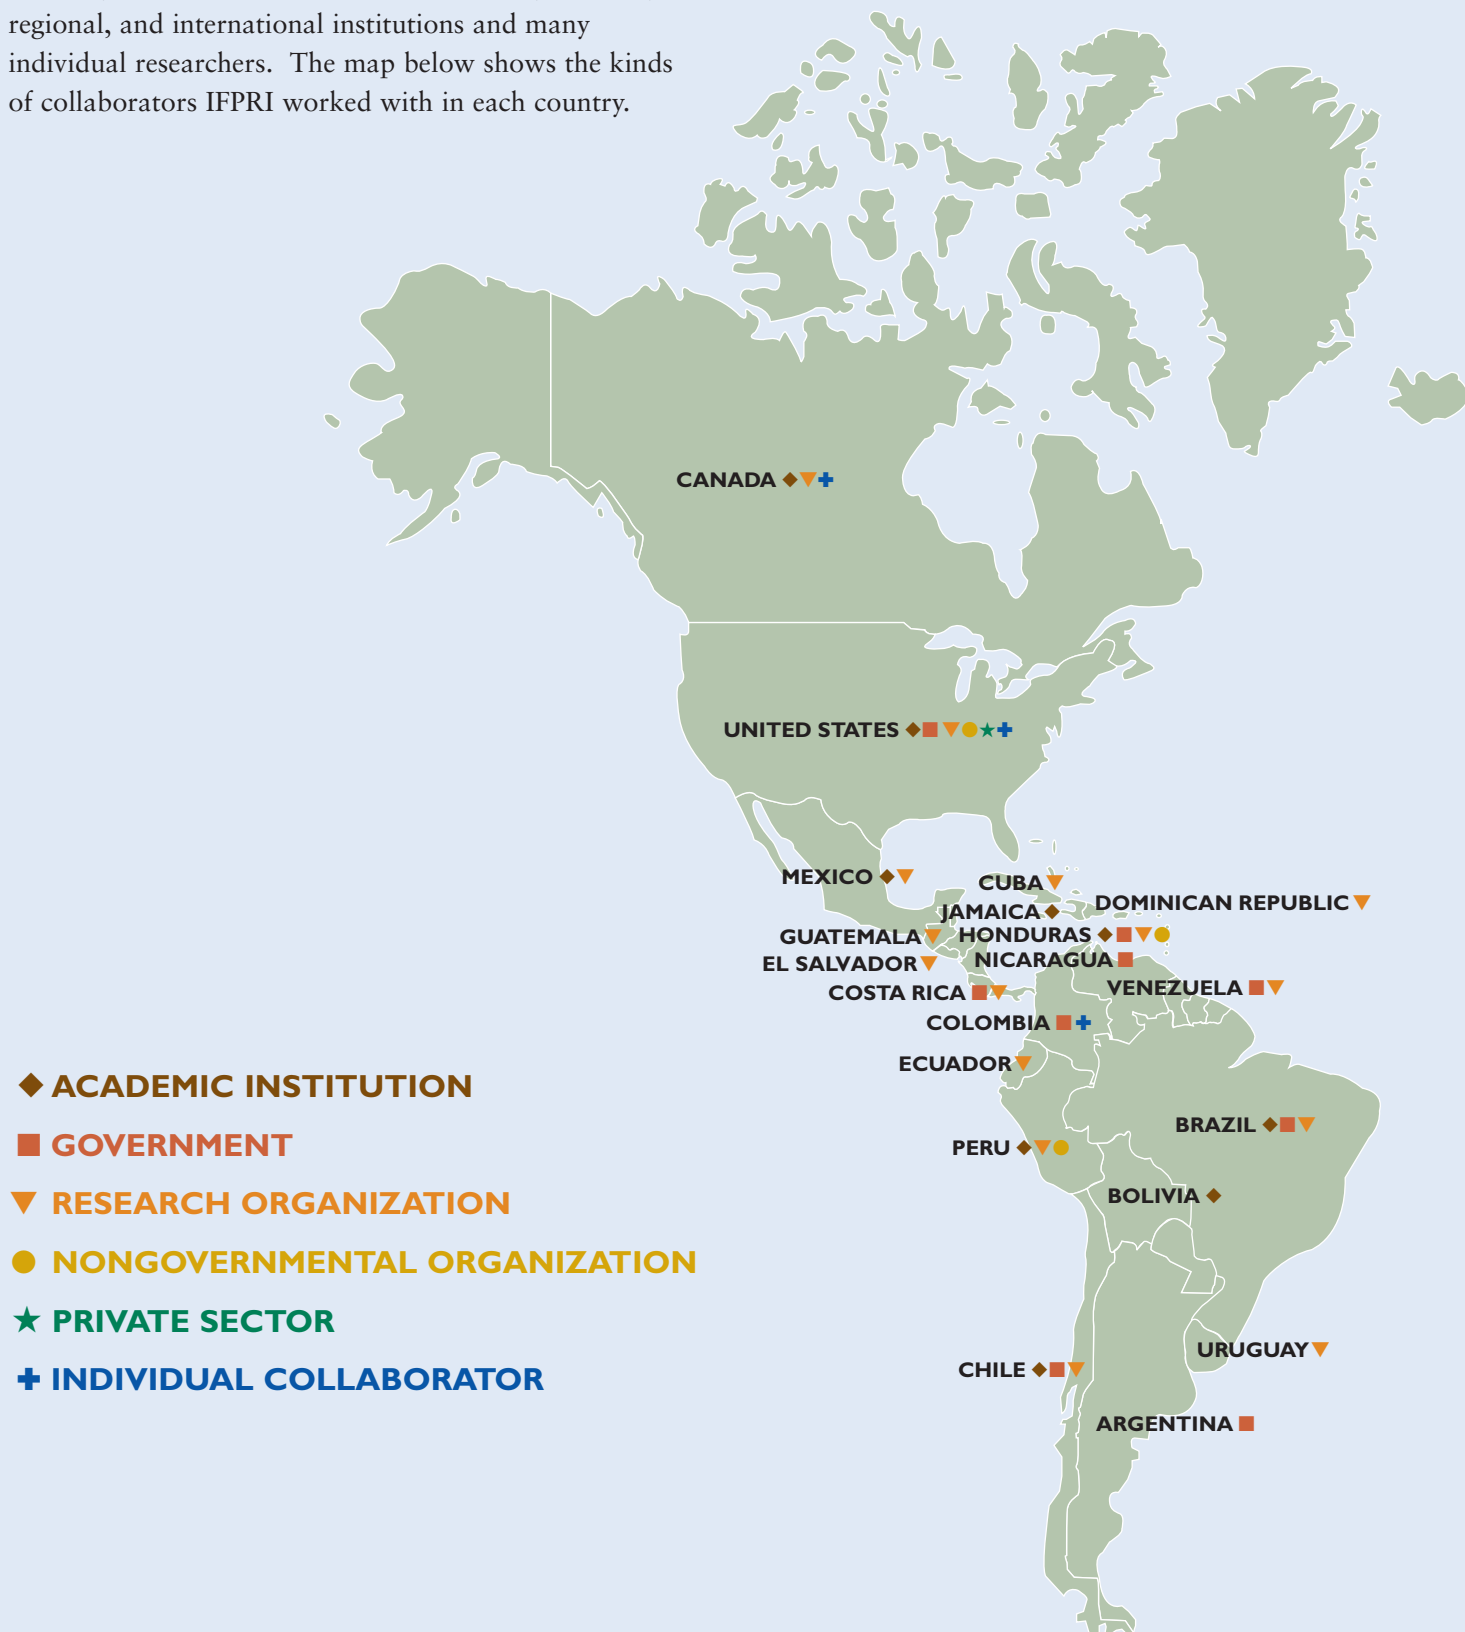 regional, and international institutions and many
individual researchers. The map below shows the kinds
of collaborators IFPRI worked with in each country.
CANADA
UNITED STATES
MEXICO
CUBA
DOMINICAN REPUBLIC
JAMAICA
GUATEMALA
HONDURAS
EL SALVADOR
NICARAGUA
COSTA RICA
VENEZUELA
COLOMBIA
ECUADOR
BRAZIL
PERU
BOLIVIA
URUGUAY
CHILE
ARGENTINA
ACADEMIC INSTITUTION
GOVERNMENT
RESEARCH ORGANIZATION
NONGOVERNMENTAL ORGANIZATION
PRIVATE SECTOR
INDIVIDUAL COLLABORATOR